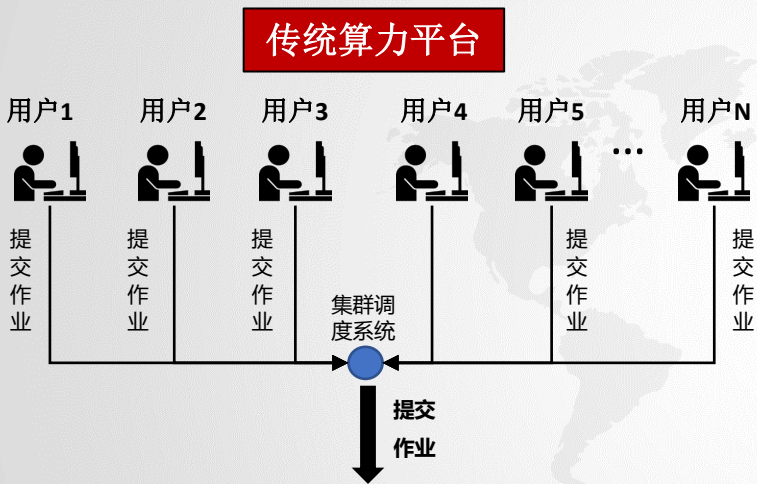 传统算力平台
用户1 用户2 用户3 用户4 用户5 … 用户N
提交作业 提交作业 提交作业 提交作业 提交作业
集群调
度系统
提交
作业